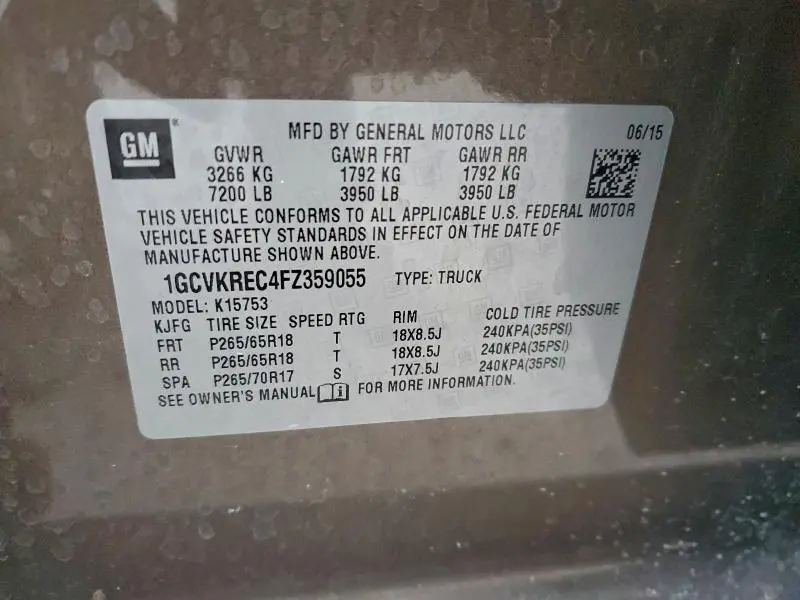 GM
MFD BY GENERAL MOTORS LLC 06/15
GVWR GAWR FRT GAWR RR
3266 KG 1792 KG 1792 KG
7200 LB 3950 LB 3950 LB
THIS VEHICLE CONFORMS TO ALL APPLICABLE U.S. FEDERAL MOTOR
VEHICLE SAFETY STANDARDS IN EFFECT ON THE DATE OF
MANUFACTURE SHOWN ABOVE.
1GCVKREC4FZ359055 TYPE: TRUCK
MODEL: K15753
KJFG TIRE SIZE SPEED RTG RIM COLD TIRE PRESSURE
FRT P265/65R18 T 18X8.5J 240KPA(35PSI)
RR P265/65R18 T 18X8.5J 240KPA(35PSI)
SPA P265/70R17 S 17X7.5J 240KPA(35PSI)
SEE OWNER'S MANUAL i FOR MORE INFORMATION.